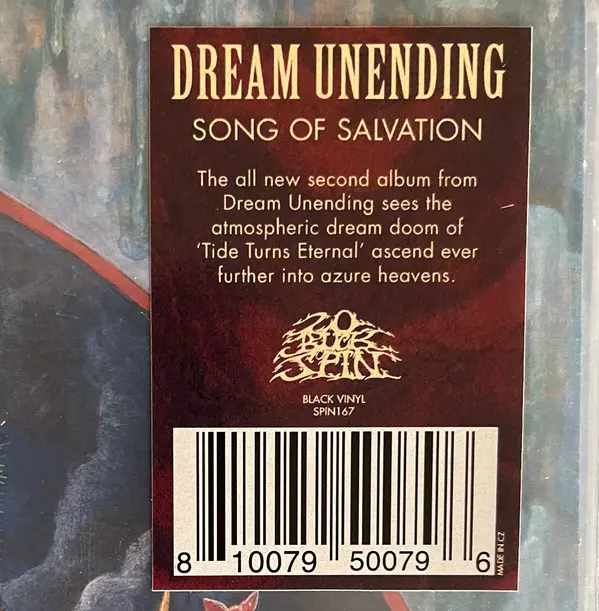 DREAM UNENDING
SONG OF SALVATION
The all new second album from
Dream Unending sees the
atmospheric dream doom of
‘Tide Turns Eternal’ ascend ever
further into azure heavens.
20
BUCK
SPIN
BLACK VINYL
SPIN167
8 10079 50079 6
MADE IN CZ